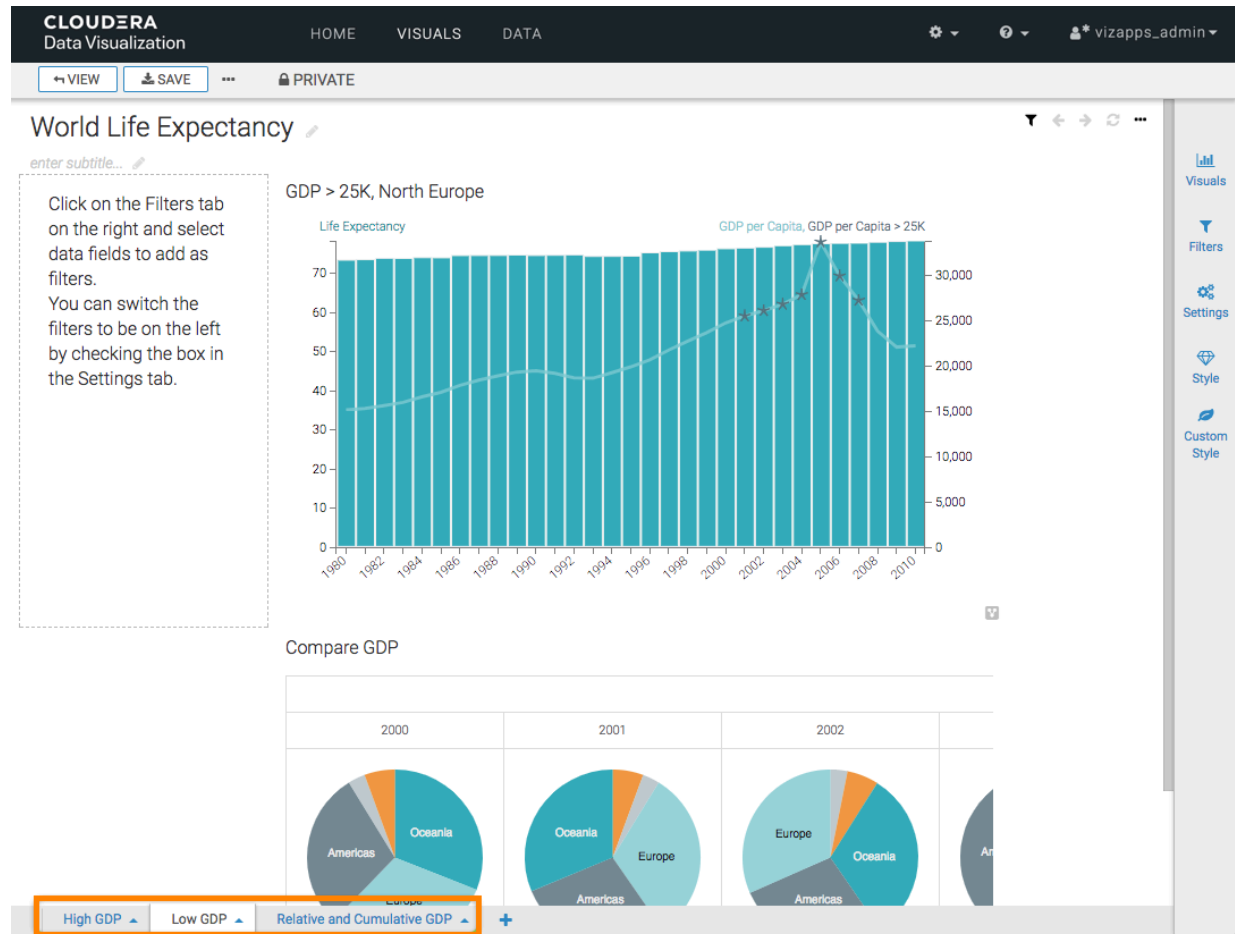 CLOUDERA
Data Visualization
HOME VISUALS DATA
vizapps_admin
VIEW SAVE PRIVATE
World Life Expectancy
enter subtitle...
Click on the Filters tab
on the right and select
data fields to add as
filters.
You can switch the
filters to be on the left
by checking the box in
the Settings tab.
GDP > 25K, North Europe
Life Expectancy
GDP per Capita, GDP per Capita > 25K
70
60
50
40
30
20
10
0
30,000
25,000
20,000
15,000
10,000
5,000
0
1980 1982 1984 1986 1988 1990 1992 1994 1996 1998 2000 2002 2004 2006 2008 2010
Compare GDP
2000 2001 2002
Oceania
Americas
Europe
Oceania
Europe
Americas
Europe
Oceania
Americas
Visuals
Filters
Settings
Style
Custom
Style
High GDP Low GDP Relative and Cumulative GDP